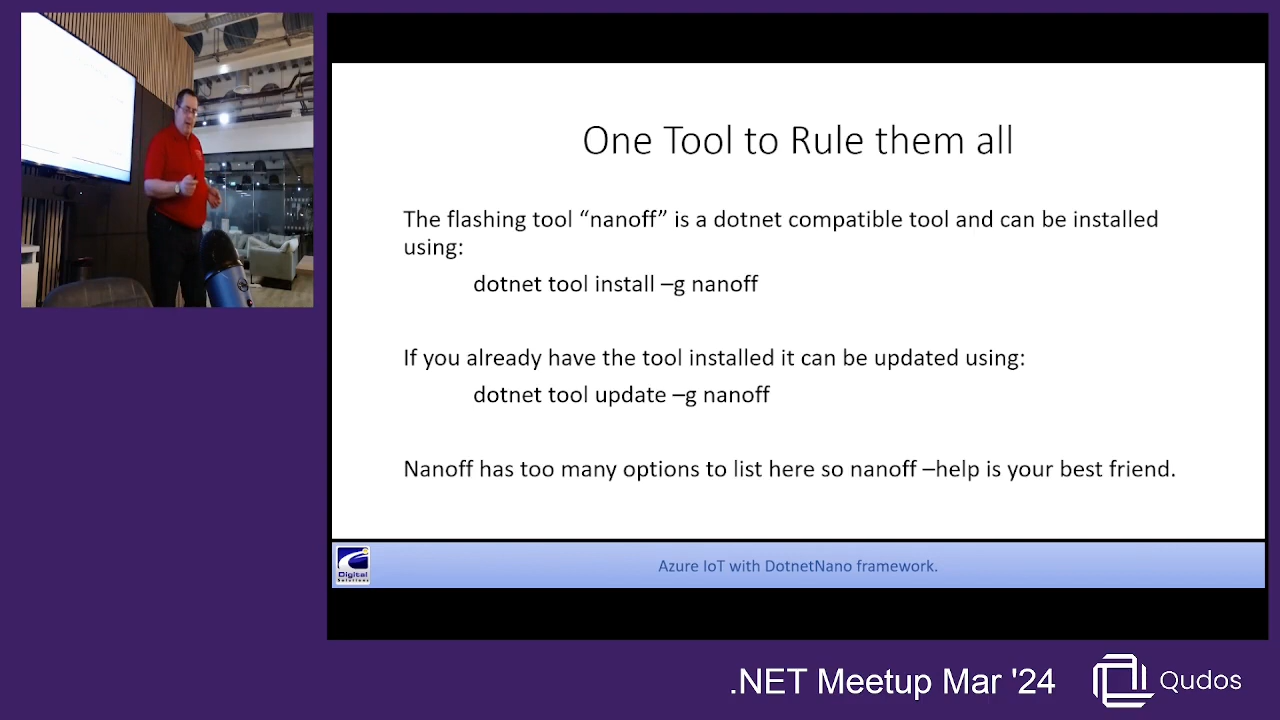 One Tool to Rule them all
The flashing tool “nanoff” is a dotnet compatible tool and can be installed
using:
dotnet tool install –g nanoff
If you already have the tool installed it can be updated using:
dotnet tool update –g nanoff
Nanoff has too many options to list here so nanoff –help is your best friend.
Digital
Solutions
Azure IoT with DotnetNano framework.
.NET Meetup Mar '24
Qudos